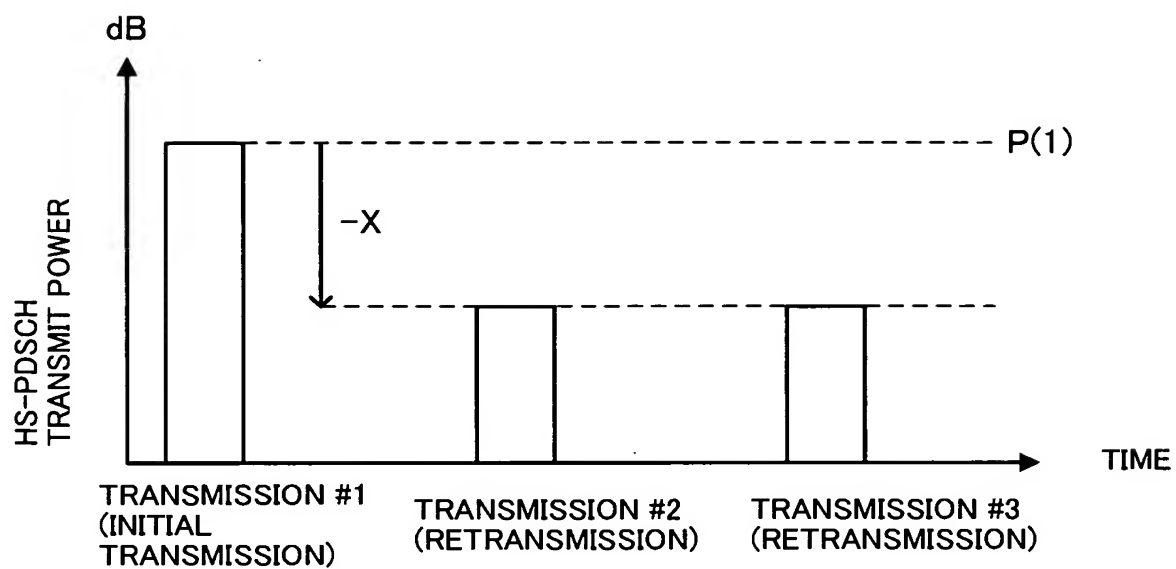 dB
P(1)
-X
HS-PDSCH
TRANSMIT POWER
TIME
TRANSMISSION #1
(INITIAL
TRANSMISSION)
TRANSMISSION #2
(RETRANSMISSION)
TRANSMISSION #3
(RETRANSMISSION)